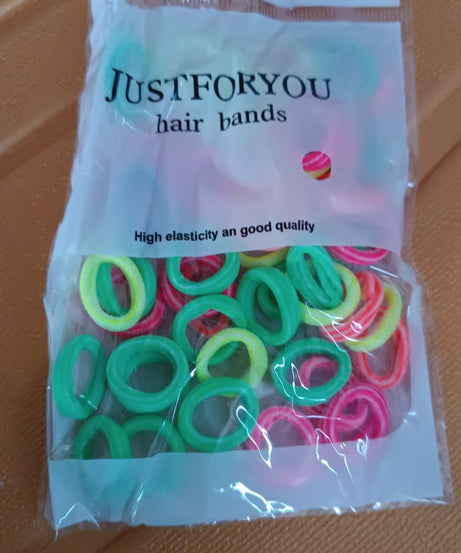 JUSTFORYOU
hair bands
High elasticity an good quality